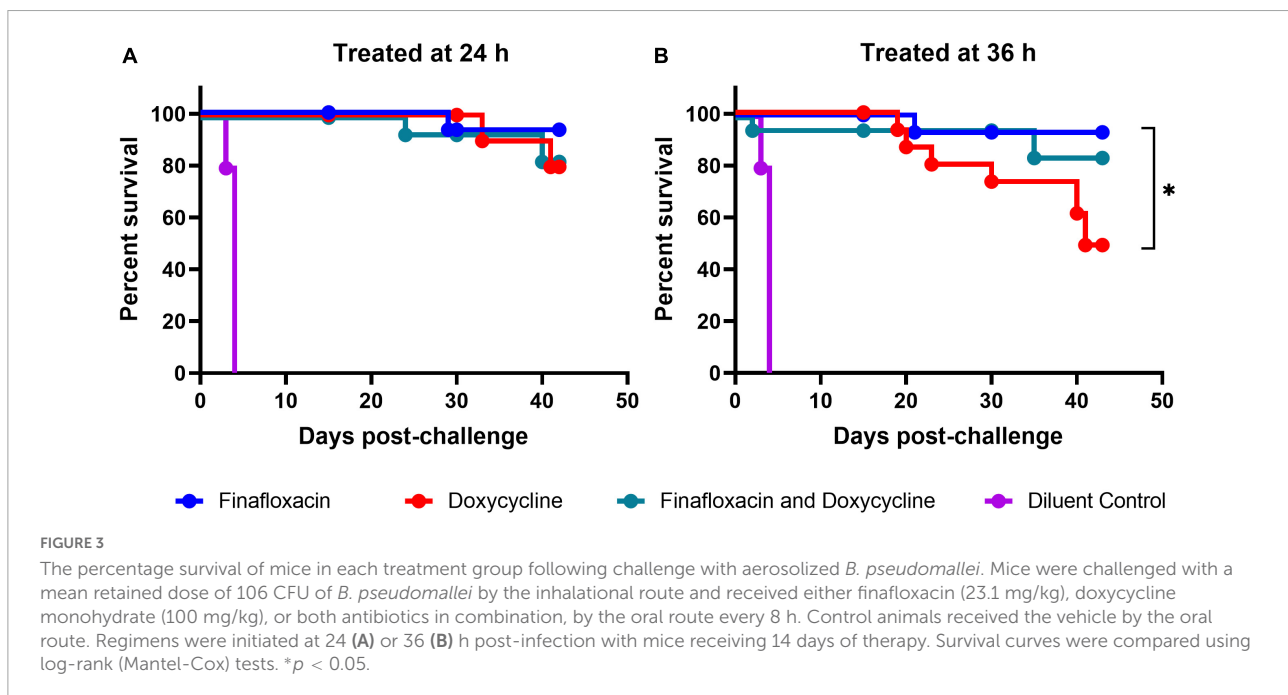 A
Treated at 24 h
Percent survival
100
80
60
40
20
0
0 10 20 30 40 50
Days post-challenge
B
Treated at 36 h
Percent survival
100
80
60
40
20
0
0 10 20 30 40 50
Days post-challenge
*
Finafloxacin Doxycycline Finafloxacin and Doxycycline Diluent Control
FIGURE 3
The percentage survival of mice in each treatment group following challenge with aerosolized B. pseudomallei. Mice were challenged with a
mean retained dose of 106 CFU of B. pseudomallei by the inhalational route and received either finafloxacin (23.1 mg/kg), doxycycline
monohydrate (100 mg/kg), or both antibiotics in combination, by the oral route every 8 h. Control animals received the vehicle by the oral
route. Regimens were initiated at 24 (A) or 36 (B) h post-infection with mice receiving 14 days of therapy. Survival curves were compared using
log-rank (Mantel-Cox) tests. *p < 0.05.